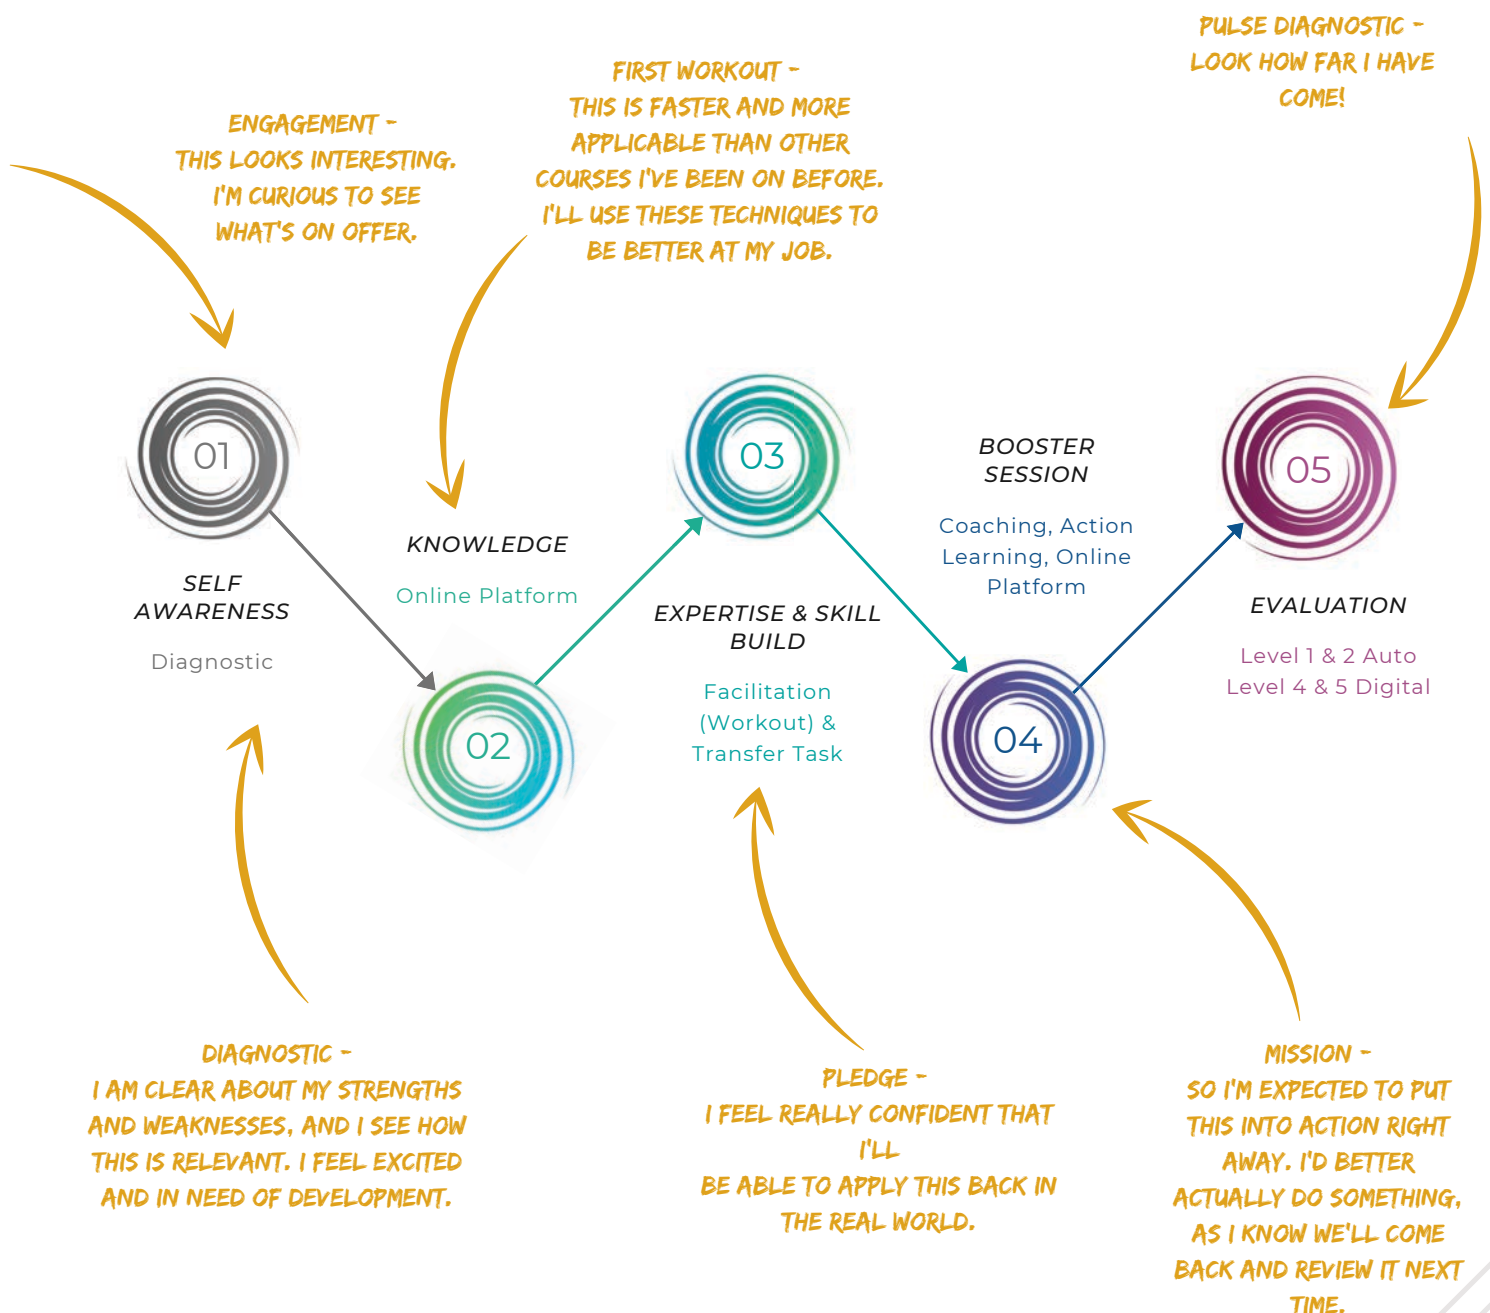 ENGAGEMENT -
THIS LOOKS INTERESTING.
I'M CURIOUS TO SEE
WHAT'S ON OFFER.
FIRST WORKOUT -
THIS IS FASTER AND MORE
APPLICABLE THAN OTHER
COURSES I'VE BEEN ON BEFORE.
I'LL USE THESE TECHNIQUES TO
BE BETTER AT MY JOB.
PULSE DIAGNOSTIC -
LOOK HOW FAR I HAVE
COME!
01
SELF
AWARENESS
Diagnostic
KNOWLEDGE
Online Platform
02
03
EXPERTISE & SKILL
BUILD
Facilitation
(Workout) &
Transfer Task
BOOSTER
SESSION
Coaching, Action
Learning, Online
Platform
04
05
EVALUATION
Level 1 & 2 Auto
Level 4 & 5 Digital
DIAGNOSTIC -
I AM CLEAR ABOUT MY STRENGTHS
AND WEAKNESSES, AND I SEE HOW
THIS IS RELEVANT. I FEEL EXCITED
AND IN NEED OF DEVELOPMENT.
PLEDGE -
I FEEL REALLY CONFIDENT THAT
I'LL
BE ABLE TO APPLY THIS BACK IN
THE REAL WORLD.
MISSION -
SO I'M EXPECTED TO PUT
THIS INTO ACTION RIGHT
AWAY. I'D BETTER
ACTUALLY DO SOMETHING,
AS I KNOW WE'LL COME
BACK AND REVIEW IT NEXT
TIME.